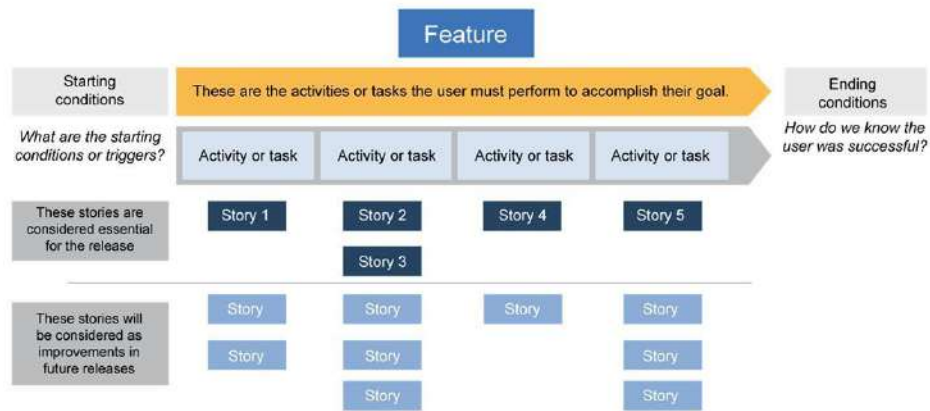 Feature
Starting
conditions
These are the activities or tasks the user must perform to accomplish their goal.
Ending
conditions
What are the starting
conditions or triggers?
Activity or task
Activity or task
Activity or task
Activity or task
How do we know the
user was successful?
These stories are
considered essential
for the release
Story 1
Story 2
Story 4
Story 5
Story 3
These stories will
be considered as
improvements in
future releases
Story
Story
Story
Story
Story
Story
Story
Story
Story